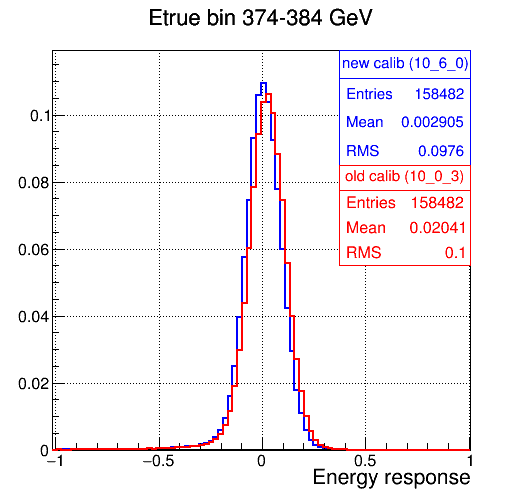 Etrue bin 374-384 GeV
new calib (10_6_0)
Entries 158482
Mean 0.002905
RMS 0.0976
old calib (10_0_3)
Entries 158482
Mean 0.02041
RMS 0.1
0.1
0.08
0.06
0.04
0.02
0
−1 −0.5 0 0.5 1
Energy response